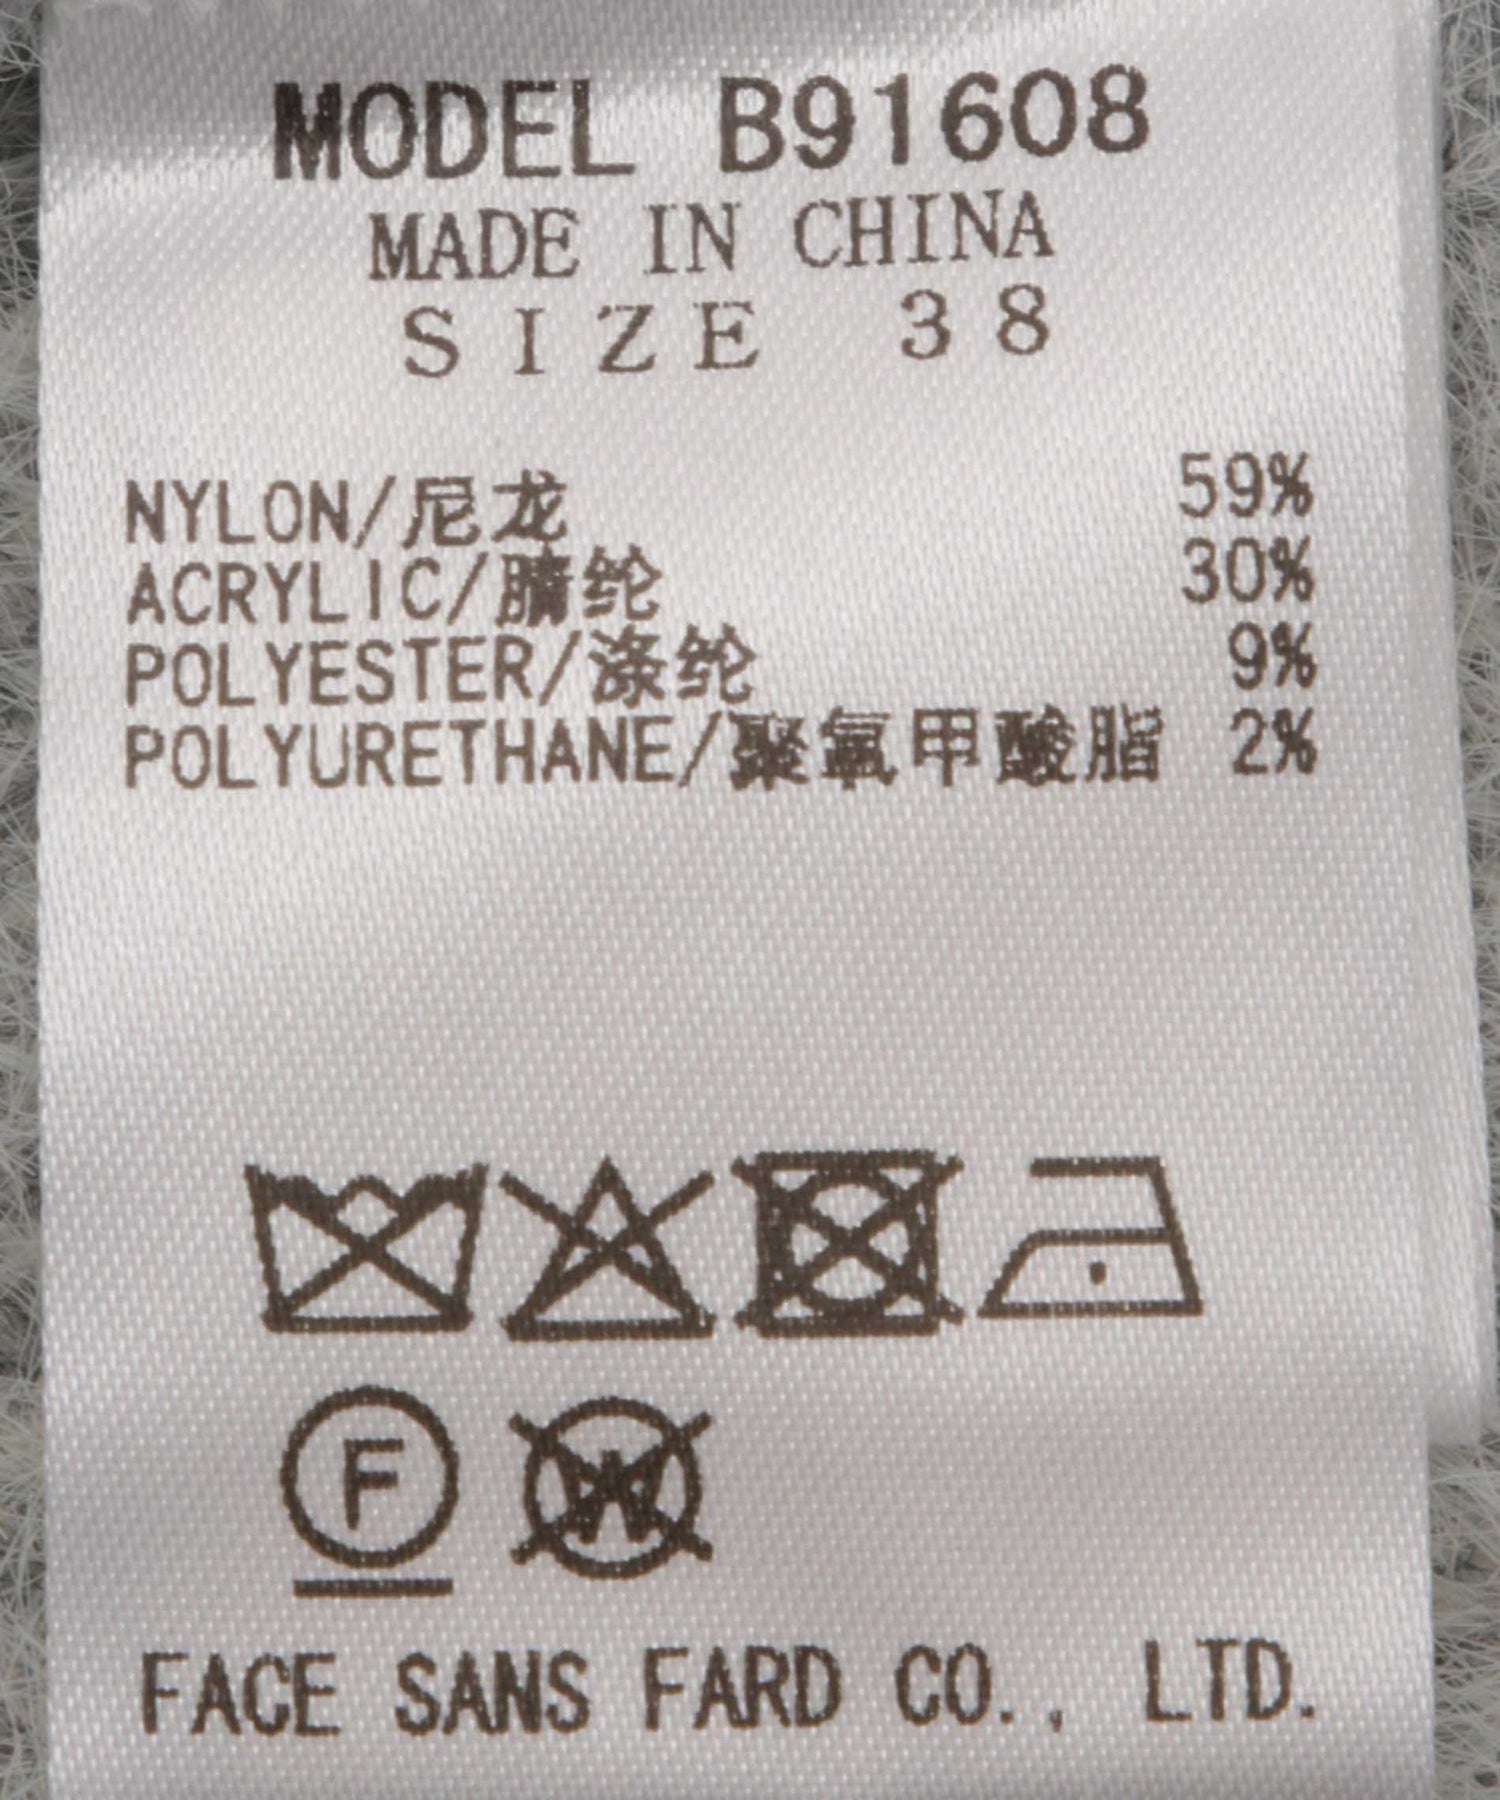 MODEL B91608
MADE IN CHINA
SIZE 38
NYLON/尼龙 59%
ACRYLIC/腈纶 30%
POLYESTER/涤纶 9%
POLYURETHANE/聚氨甲酸脂 2%
F W
FACE SANS FARD CO., LTD.